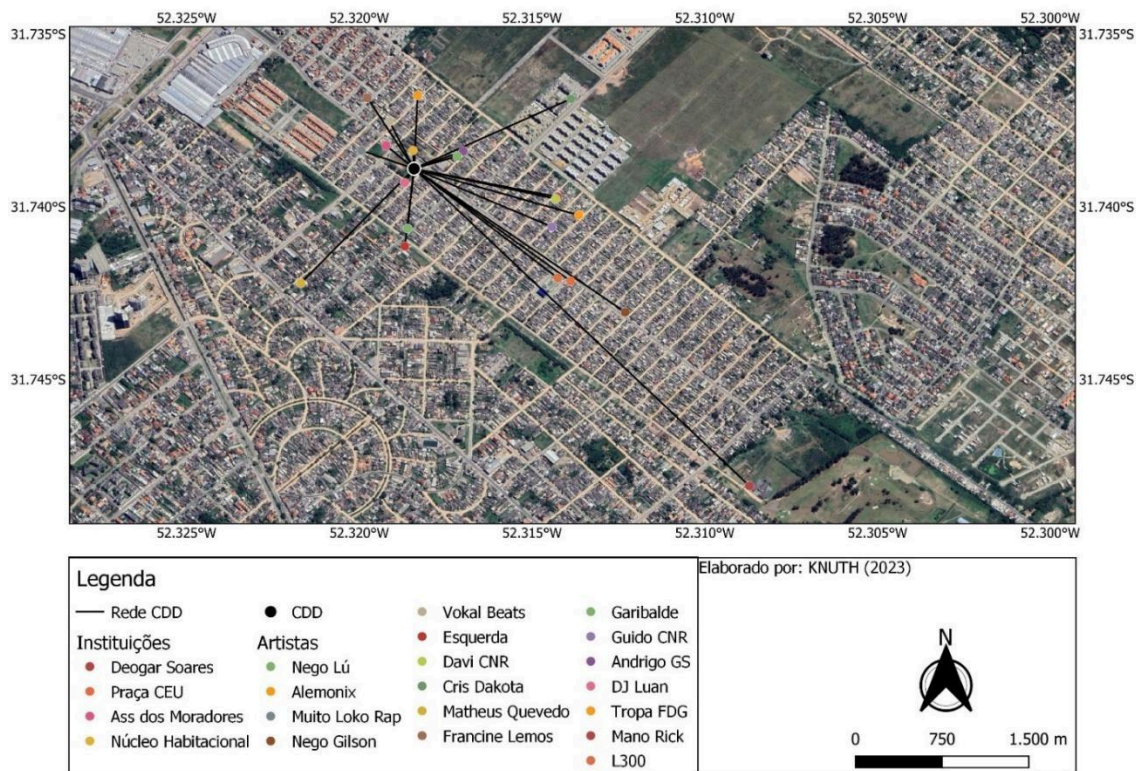 52.325°W 52.320°W 52.315°W 52.310°W 52.305°W 52.300°W
31.735°S 31.735°S
31.740°S 31.740°S
31.745°S 31.745°S
52.325°W 52.320°W 52.315°W 52.310°W 52.305°W 52.300°W
Legenda
Rede CDD
Instituições
Deogar Soares
Praça CEU
Ass dos Moradores
Núcleo Habitacional
CDD
Artistas
Nego Lú
Alemonix
Muito Loko Rap
Nego Gilson
Vokal Beats
Esquerda
Davi CNR
Cris Dakota
Matheus Quevedo
Francine Lemos
Garibalde
Guido CNR
Andrigo GS
DJ Luan
Tropa FDG
Mano Rick
L300
Elaborado por: KNUTH (2023)
N
0 750 1.500 m